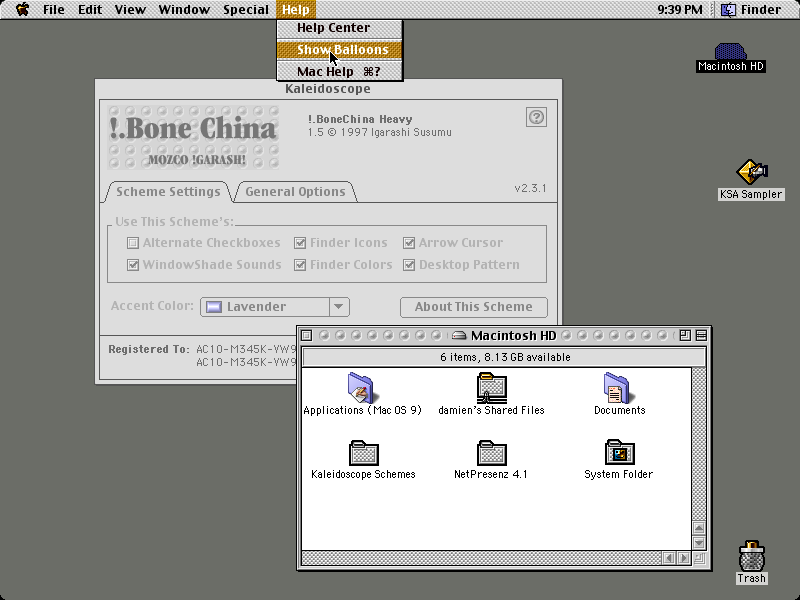 File Edit View Window Special Help 9:39 PM Finder
Help Center
Show Balloons
Mac Help ⌘?
Macintosh HD
Kaleidoscope
!.Bone China
MOZCO !GARASH!
!.BoneChina Heavy
1.5 © 1997 Igarashi Susumu
?
Scheme Settings General Options v2.3.1
KSA Sampler
Use This Scheme's:
Alternate Checkboxes Finder Icons Arrow Cursor
WindowShade Sounds Finder Colors Desktop Pattern
Accent Color: Lavender About This Scheme
Registered To: AC10-M345K-YW9
AC10-M345K-YW9
Macintosh HD
6 items, 8.13 GB available
Applications (Mac OS 9) damien's Shared Files Documents
Kaleidoscope Schemes NetPresenz 4.1 System Folder
Trash